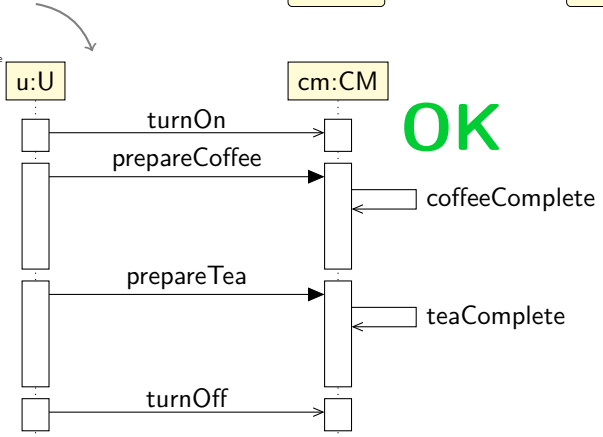 u:U
cm:CM
OK
turnOn
prepareCoffee
coffeeComplete
prepareTea
teaComplete
turnOff